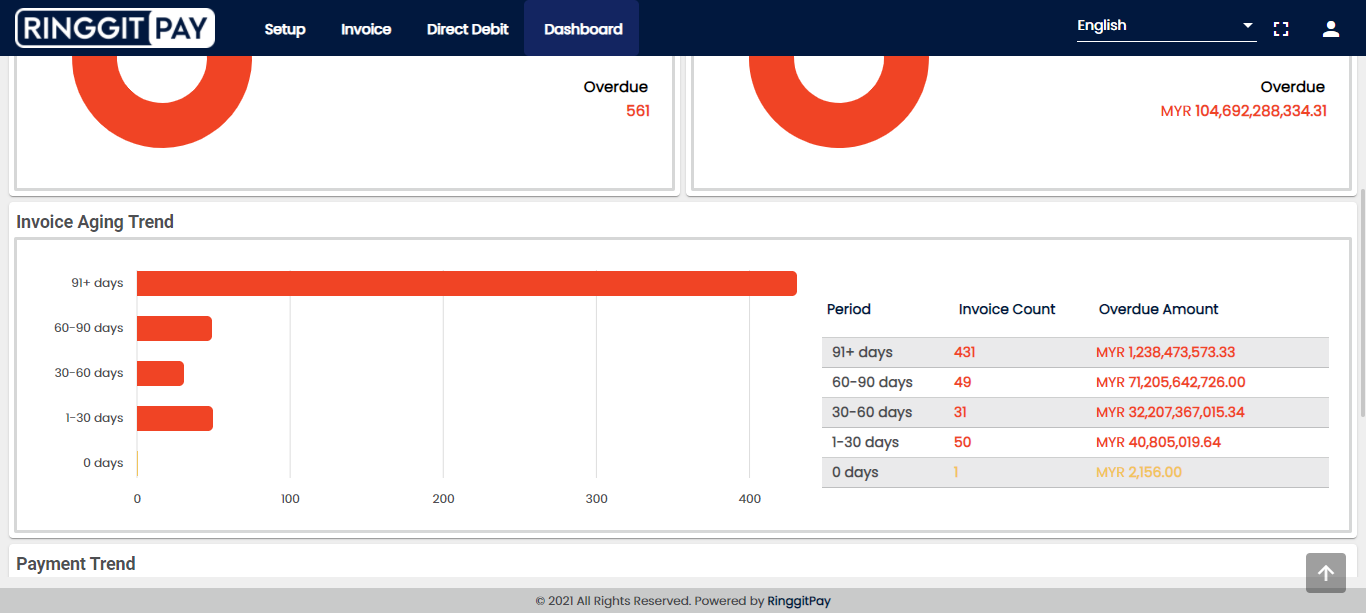 RINGGIT PAY Setup Invoice Direct Debit Dashboard English
Overdue
561
Overdue
MYR 104,692,288,334.31
Invoice Aging Trend
91+ days
60-90 days
30-60 days
1-30 days
0 days
0 100 200 300 400
Period Invoice Count Overdue Amount
91+ days 431 MYR 1,238,473,573.33
60-90 days 49 MYR 71,205,642,726.00
30-60 days 31 MYR 32,207,367,015.34
1-30 days 50 MYR 40,805,019.64
0 days 1 MYR 2,156.00
Payment Trend
© 2021 All Rights Reserved. Powered by RinggitPay